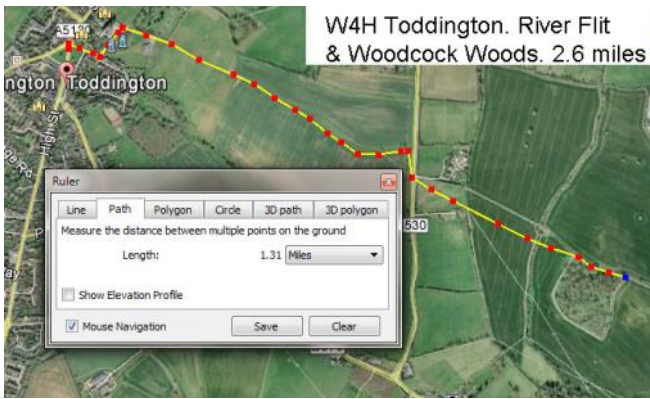 W4H Toddington. River Flit
& Woodcock Woods. 2.6 miles
A5120
ngton Toddington
High St
Ruler
Line Path Polygon Circle 3D path 3D polygon
Measure the distance between multiple points on the ground
Length: 1.31 Miles
Show Elevation Profile
Mouse Navigation Save Clear
530
way